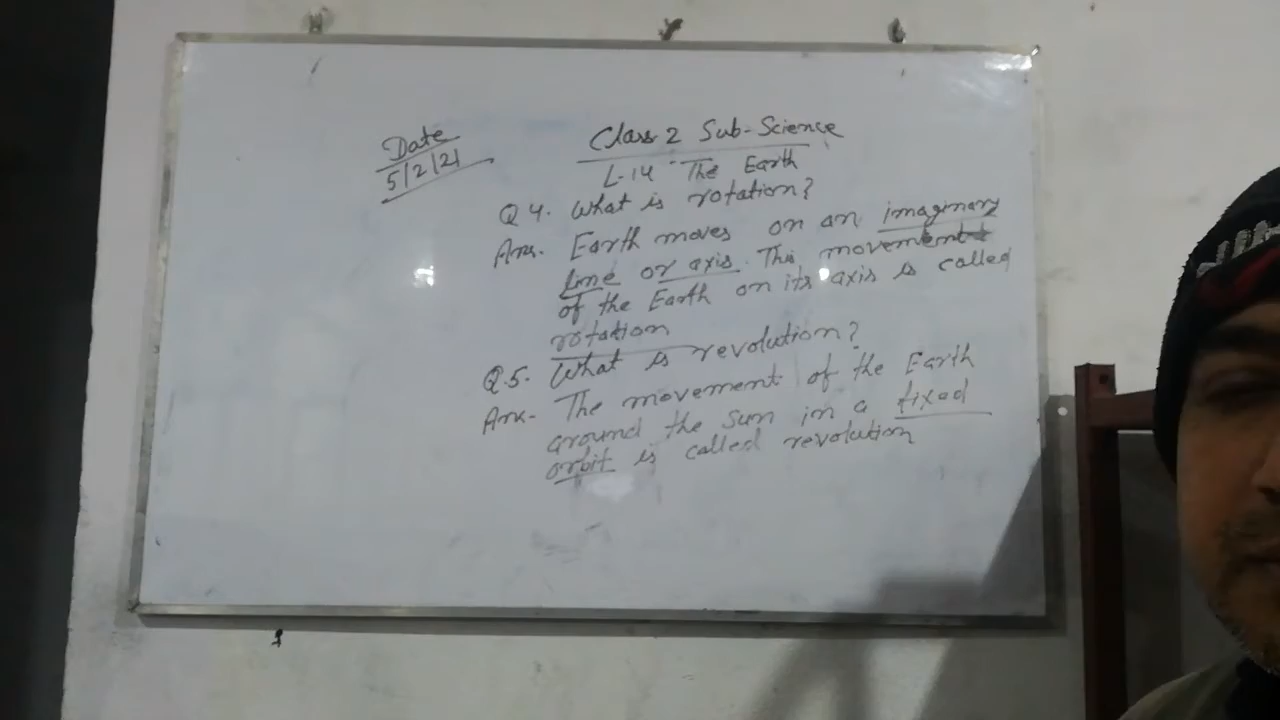 Date
5/2/21
Class 2 Sub-Science
L-14 The Earth
Q 4. What is rotation?
Ans. Earth moves on an imaginary
line or axis. This movement
of the Earth on its axis is called
rotation
Q.5. What is revolution?
Ans- The movement of the Earth
around the Sun in a fixed
orbit is called revolution